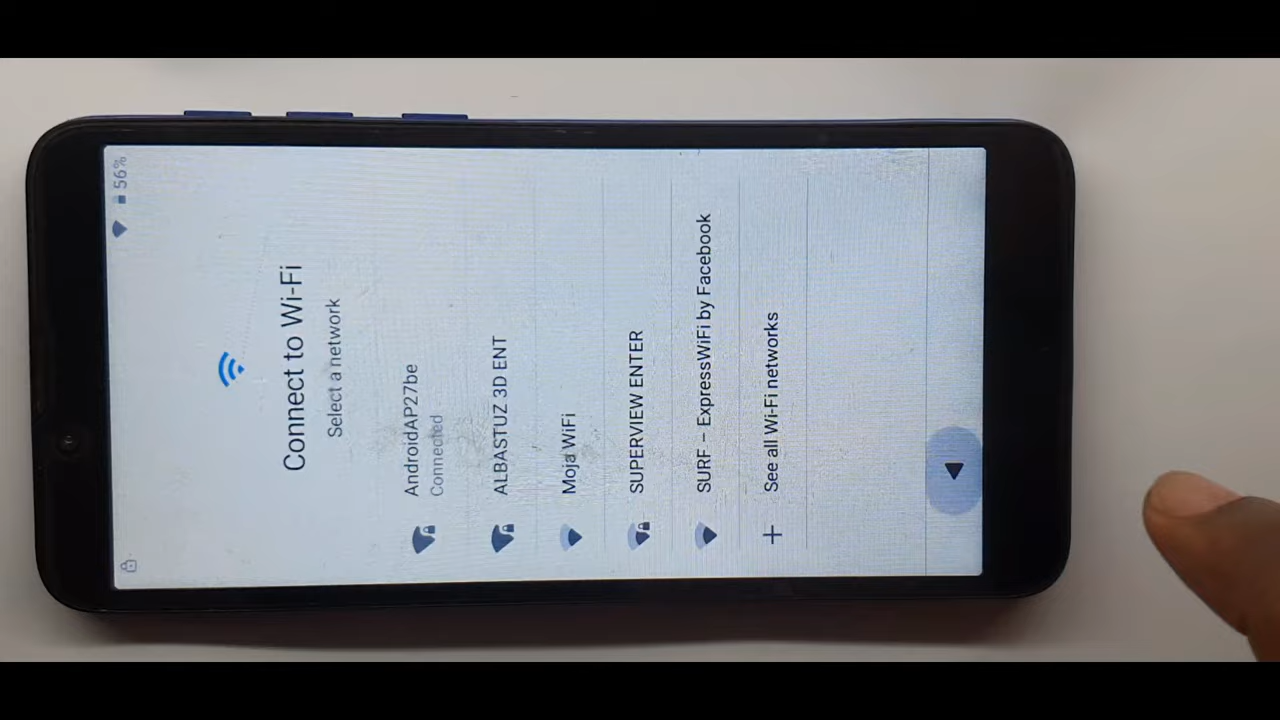 56%
Connect to Wi-Fi
Select a network
AndroidAP27be
Connected
ALBASTUZ 3D ENT
Moja WiFi
SUPERVIEW ENTER
SURF – ExpressWiFi by Facebook
See all Wi-Fi networks